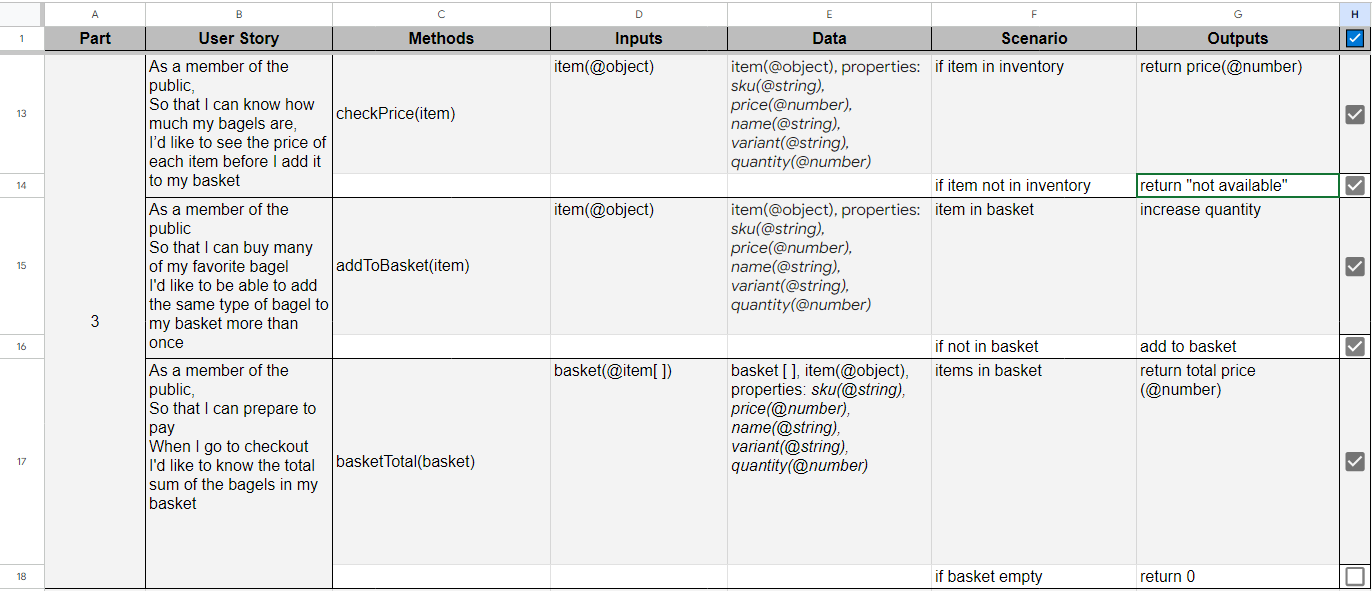 A B C D E F G H
1 Part User Story Methods Inputs Data Scenario Outputs
13
As a member of the
public,
So that I can know how
much my bagels are,
I'd like to see the price of
each item before I add it
to my basket
checkPrice(item)
item(@object)
item(@object), properties:
sku(@string),
price(@number),
name(@string),
variant(@string),
quantity(@number)
if item in inventory
return price(@number)
14
if item not in inventory
return "not available"
3
15
As a member of the
public
So that I can buy many
of my favorite bagel
I'd like to be able to add
the same type of bagel to
my basket more than
once
addToBasket(item)
item(@object)
item(@object), properties:
sku(@string),
price(@number),
name(@string),
variant(@string),
quantity(@number)
item in basket
increase quantity
16
if not in basket
add to basket
17
As a member of the
public,
So that I can prepare to
pay
When I go to checkout
I'd like to know the total
sum of the bagels in my
basket
basketTotal(basket)
basket(@item[ ])
basket [ ], item(@object),
properties: sku(@string),
price(@number),
name(@string),
variant(@string),
quantity(@number)
items in basket
return total price
(@number)
18
if basket empty
return 0